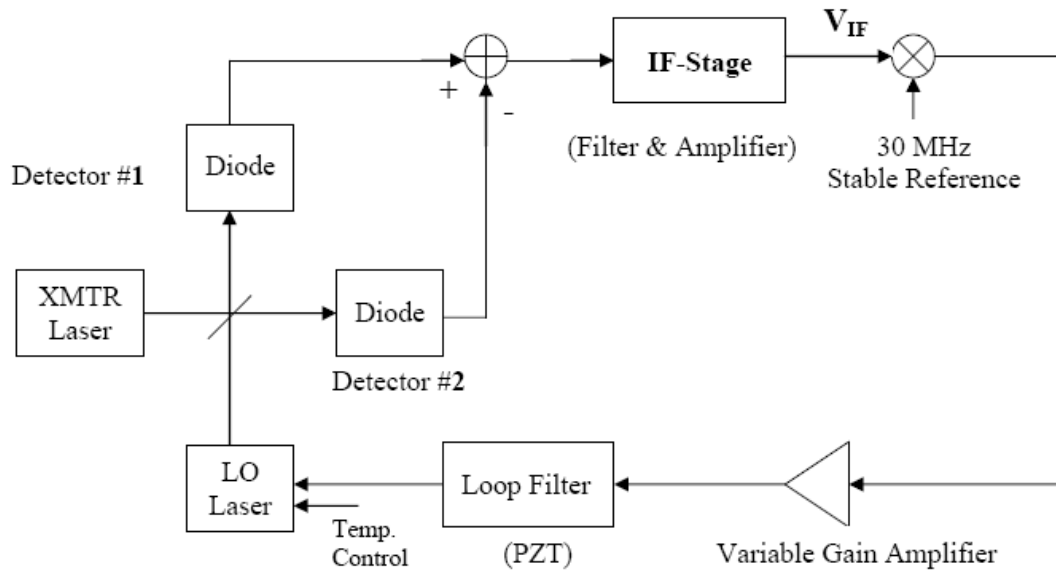 V_IF
+
-
IF-Stage
(Filter & Amplifier)
30 MHz
Stable Reference
Detector #1
Diode
XMTR
Laser
Diode
Detector #2
LO
Laser
Temp.
Control
Loop Filter
(PZT)
Variable Gain Amplifier